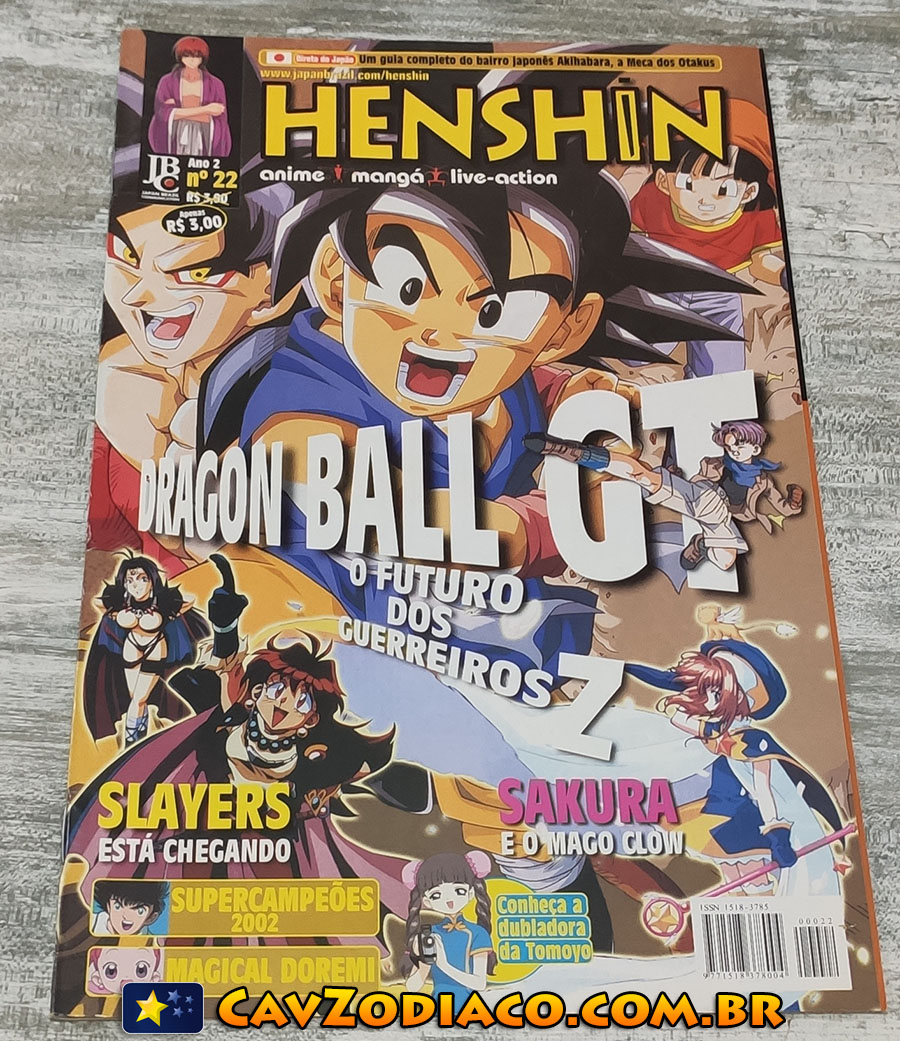 Direto do Japão Um guia completo do bairro japonês Akihabara, a Meca dos Otakus
www.japanbrazil.com/henshin
HENSHIN
anime mangá live-action
JBC
Ano 2
nº 22
R$ 3,90
Apenas
R$ 3,00
DRAGON BALL GT
O FUTURO
DOS
GUERREIROS Z
SLAYERS
ESTÁ CHEGANDO
SAKURA
E O MAGO CLOW
SUPERCAMPEÕES
2002
MAGICAL DOREMI
Conheça a
dubladora
da Tomoyo
ISSN 1518-3785
00022
9771518378004
CavZodiaco.com.br